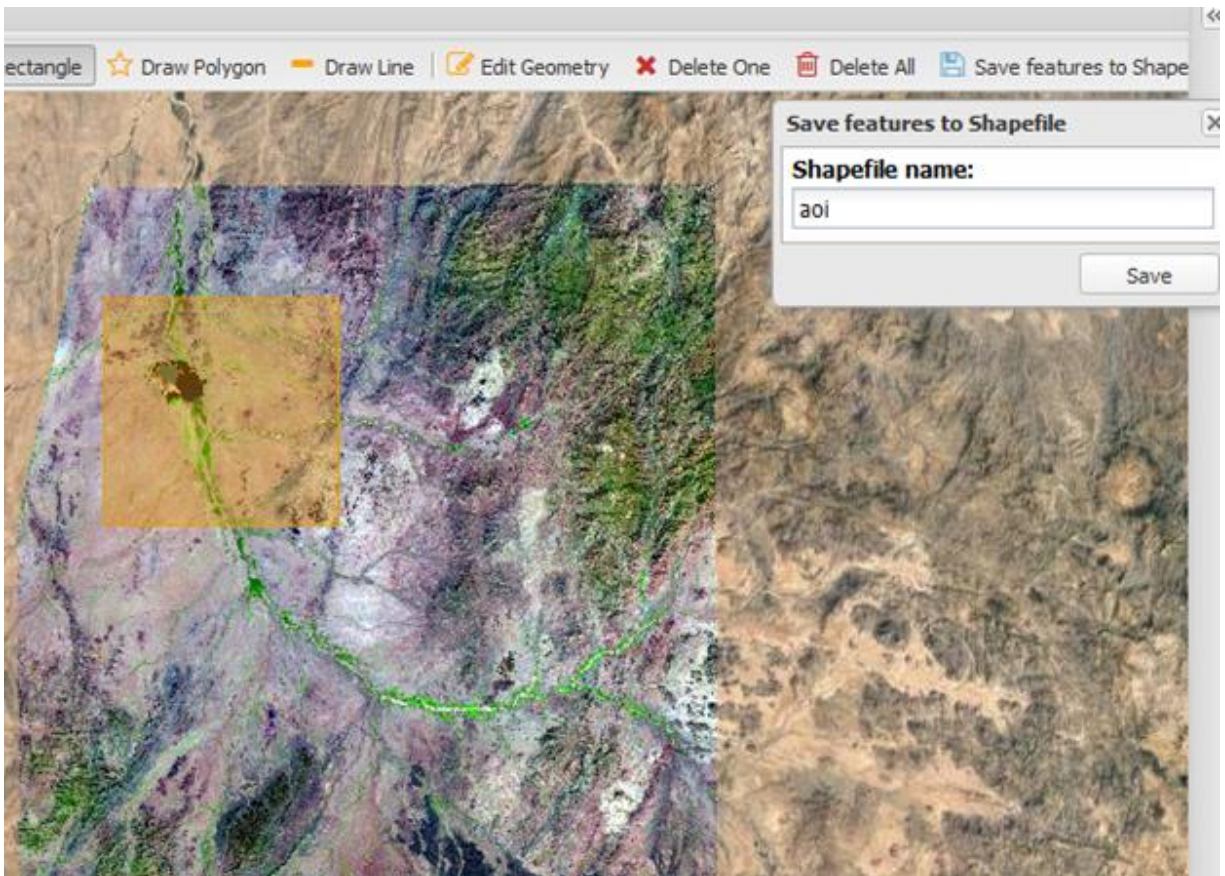 ectangle Draw Polygon Draw Line Edit Geometry Delete One Delete All Save features to Shape
Save features to Shapefile
Shapefile name:
aoi
Save